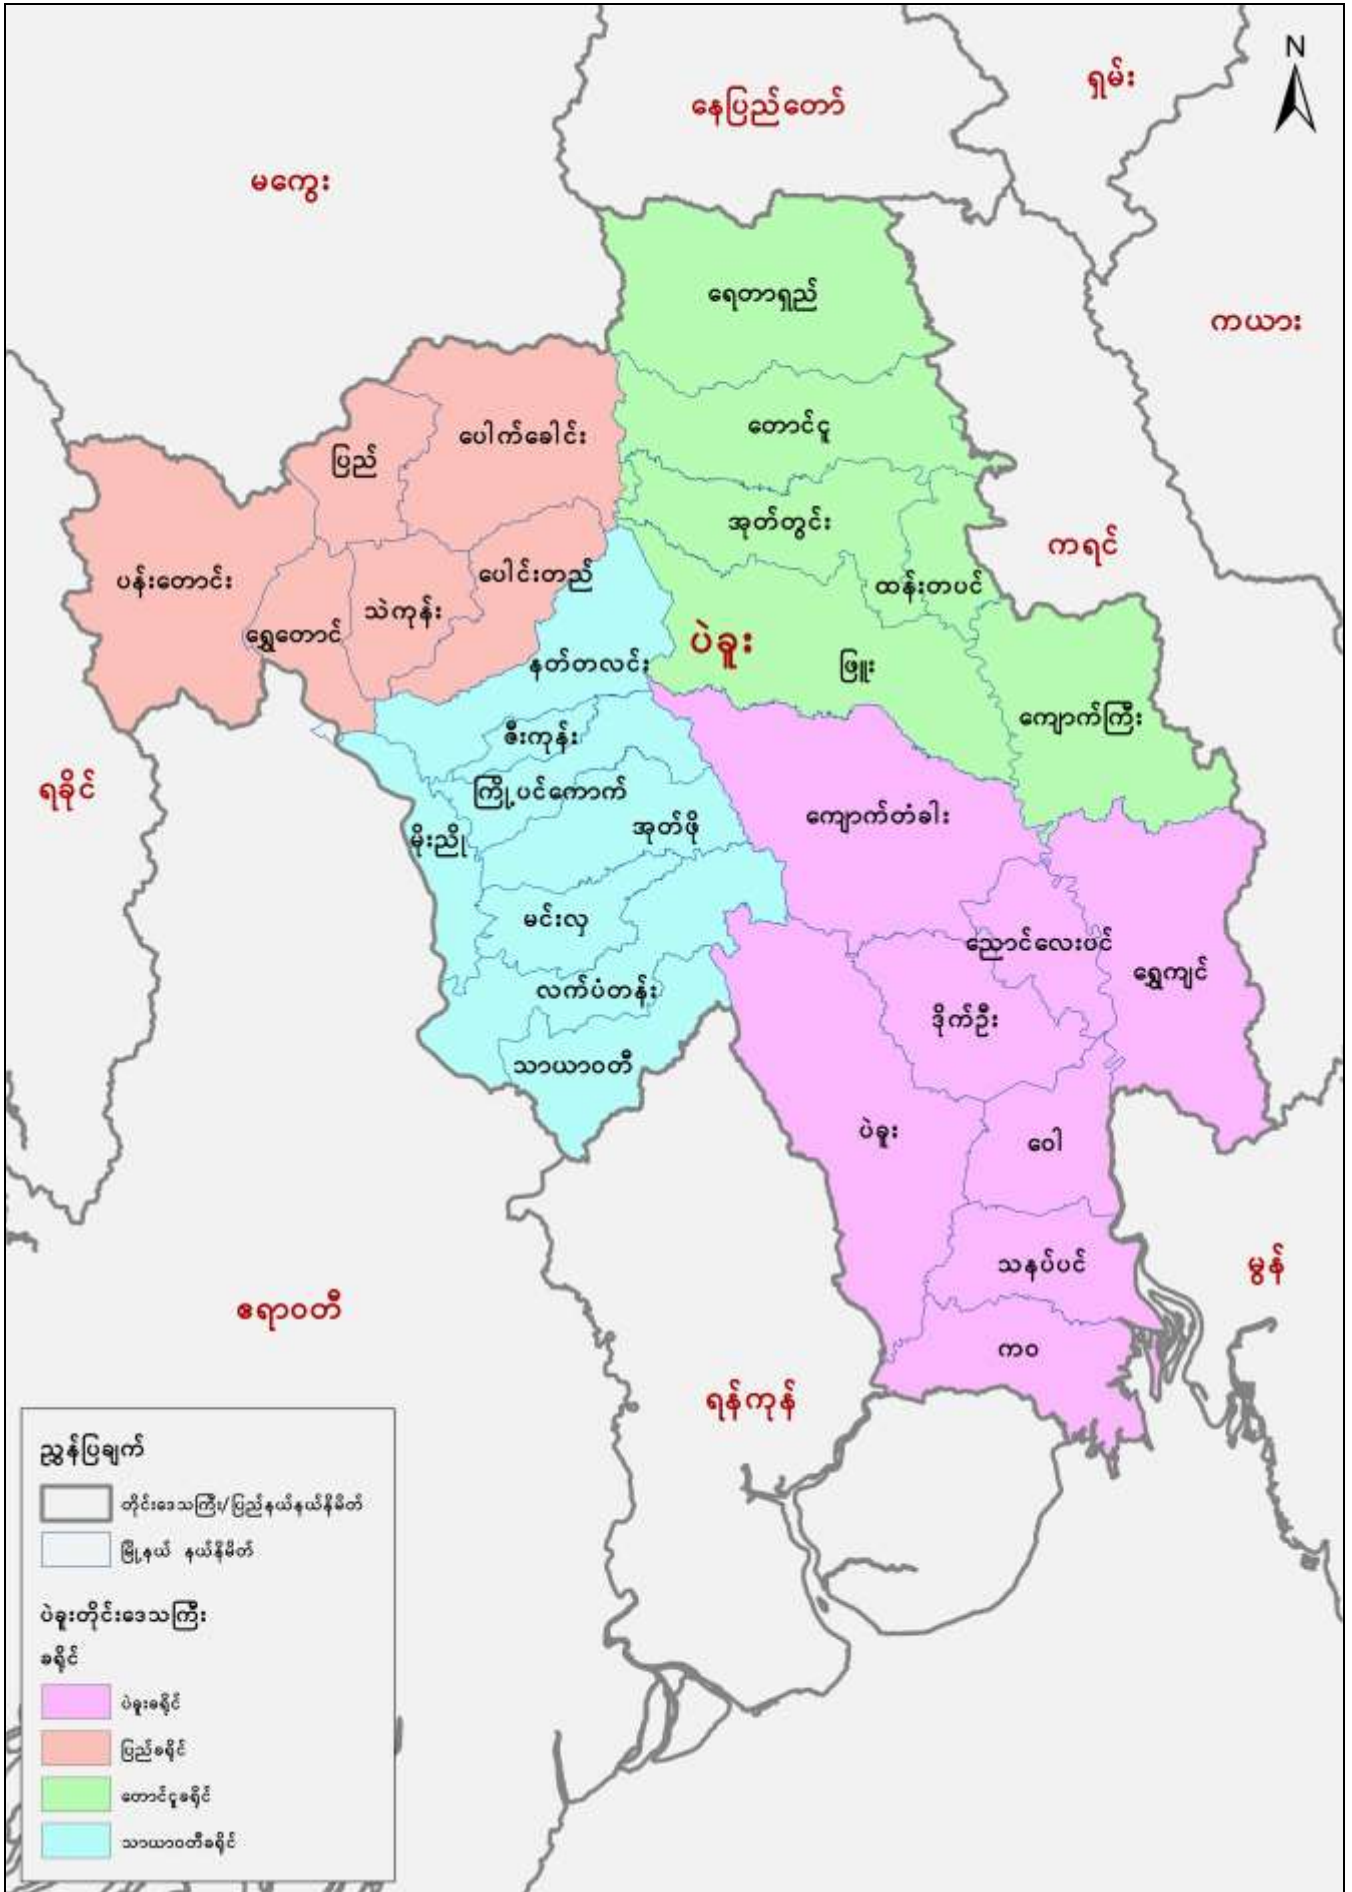 N
ရှမ်း
နေပြည်တော်
မကွေး
ရေတာရှည်
ကယား
တောင်ငူ
ပေါက်ခေါင်း
ပြည်
အုတ်တွင်း
ကရင်
ပန်းတောင်း
ပေါင်းတည်
ထန်းတပင်
သဲကုန်း
ရွှေတောင်
ပဲခူး
နတ်တလင်း
ဖြူး
ကျောက်ကြီး
ဇီးကုန်း
ရခိုင်
ကြို့ပင်ကောက်
ကျောက်တံခါး
အုတ်ဖို
မိုးညို
မင်းလှ
ညောင်လေးပင်
ရွှေကျင်
လက်ပံတန်း
ဒိုက်ဦး
သာယာဝတီ
ပဲခူး
ဝေါ
သနပ်ပင်
မွန်
ဧရာဝတီ
ကဝ
ရန်ကုန်
ညွှန်ပြချက်
တိုင်းဒေသကြီး/ပြည်နယ်နယ်နိမိတ်
မြို့နယ် နယ်နိမိတ်
ပဲခူးတိုင်းဒေသကြီး
ခရိုင်
ပဲခူးခရိုင်
ပြည်ခရိုင်
တောင်ငူခရိုင်
သာယာဝတီခရိုင်